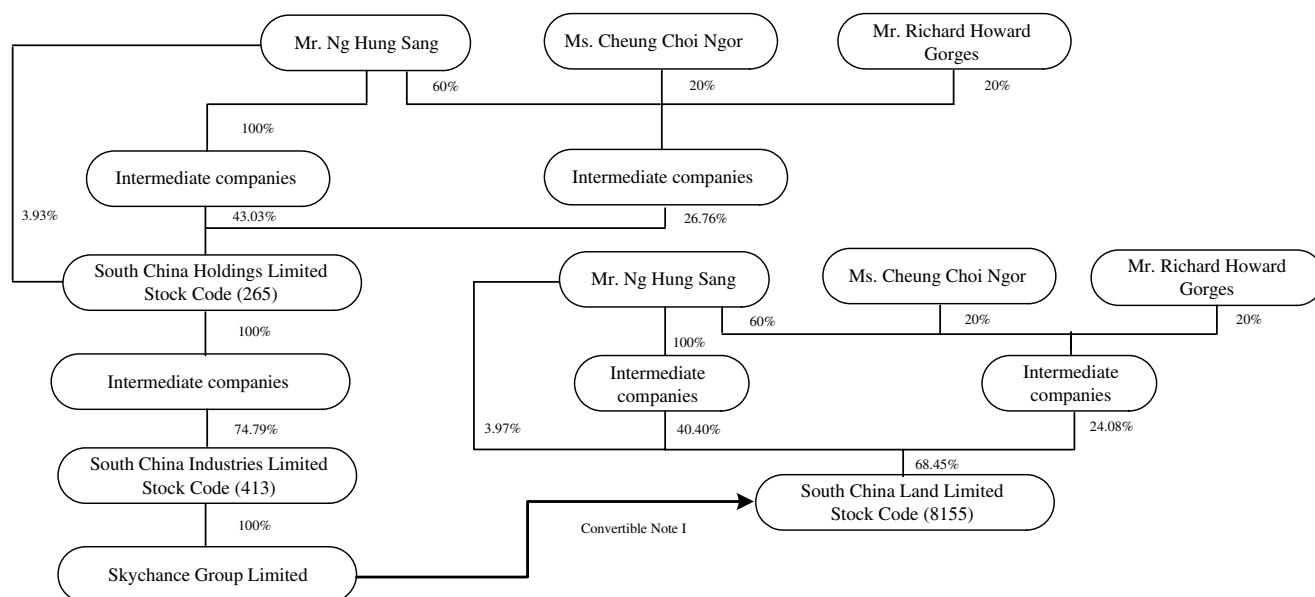 Mr. Ng Hung Sang
Ms. Cheung Choi Ngor
Mr. Richard Howard
Gorges
60%
20%
20%
100%
Intermediate companies
Intermediate companies
3.93%
43.03%
26.76%
South China Holdings Limited
Stock Code (265)
Mr. Ng Hung Sang
Ms. Cheung Choi Ngor
Mr. Richard Howard
Gorges
100%
60%
20%
20%
100%
Intermediate companies
Intermediate
companies
Intermediate
companies
74.79%
3.97%
40.40%
24.08%
South China Industries Limited
Stock Code (413)
68.45%
South China Land Limited
Stock Code (8155)
100%
Convertible Note I
Skychance Group Limited